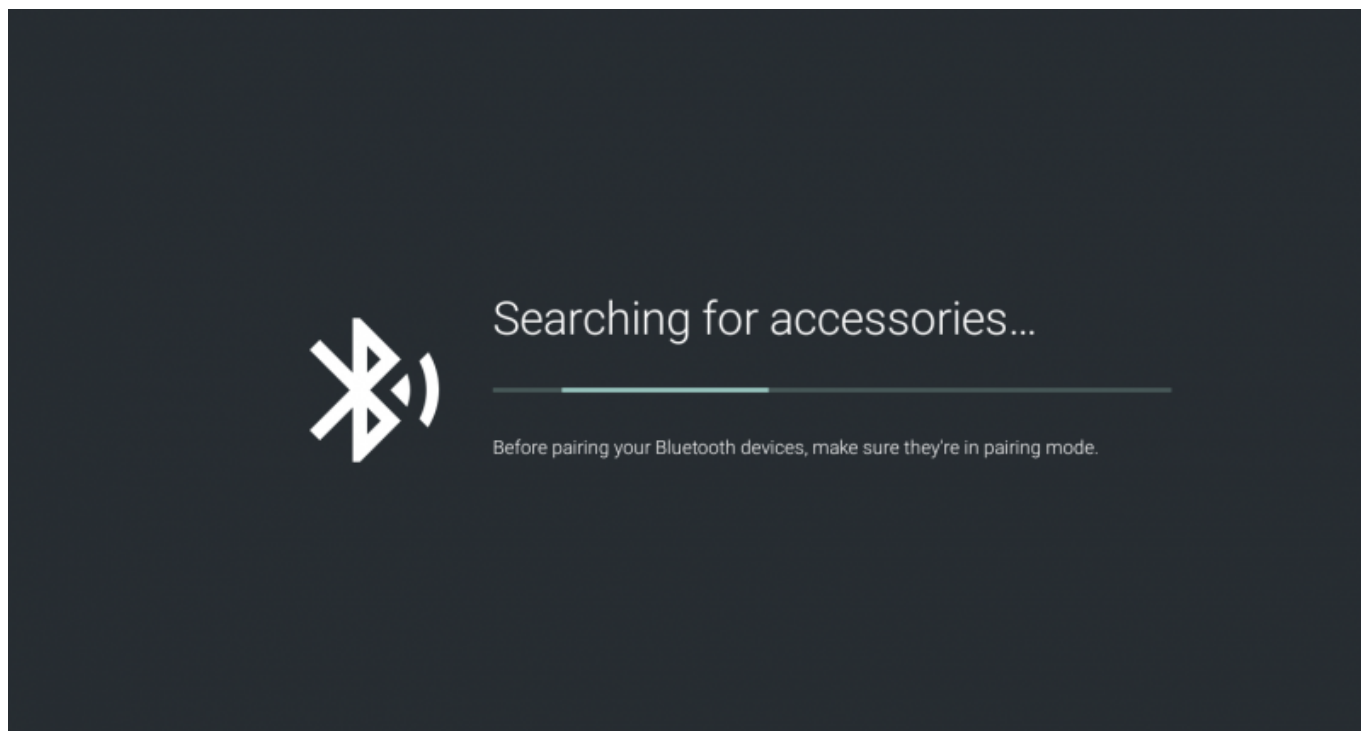 Searching for accessories...
Before pairing your Bluetooth devices, make sure they're in pairing mode.